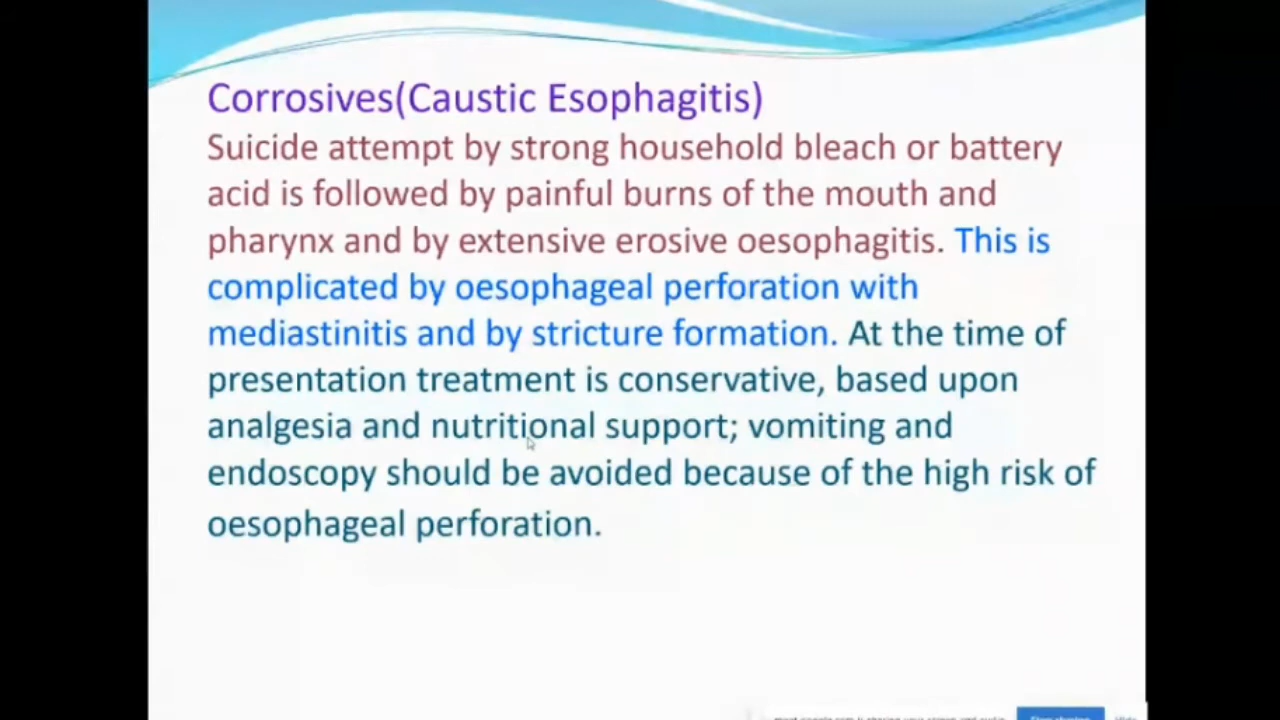 Corrosives(Caustic Esophagitis)
Suicide attempt by strong household bleach or battery
acid is followed by painful burns of the mouth and
pharynx and by extensive erosive oesophagitis. This is
complicated by oesophageal perforation with
mediastinitis and by stricture formation. At the time of
presentation treatment is conservative, based upon
analgesia and nutritional support; vomiting and
endoscopy should be avoided because of the high risk of
oesophageal perforation.